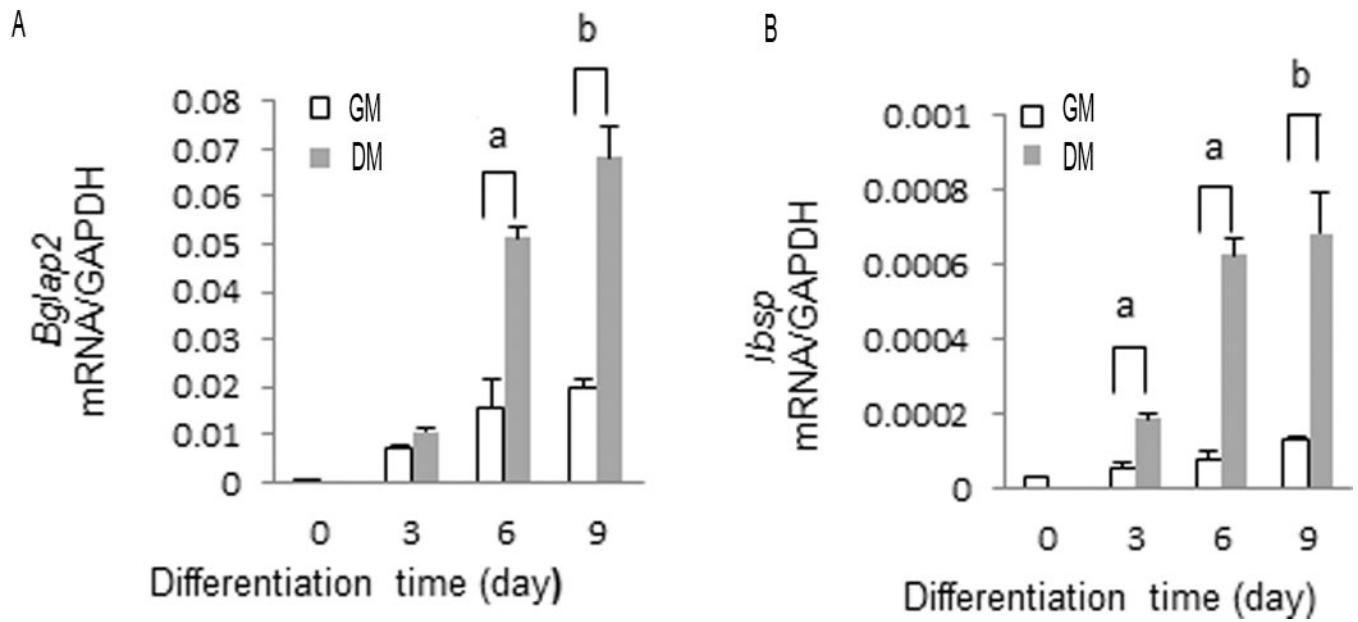 A
Bglap2
mRNA/GAPDH
0.08
0.07
0.06
0.05
0.04
0.03
0.02
0.01
0
GM
DM
a
b
0
3
6
9
Differentiation time (day)
B
Ibsp
mRNA/GAPDH
0.001
0.0008
0.0006
0.0004
0.0002
0
GM
DM
a
a
b
0
3
6
9
Differentiation time (day)